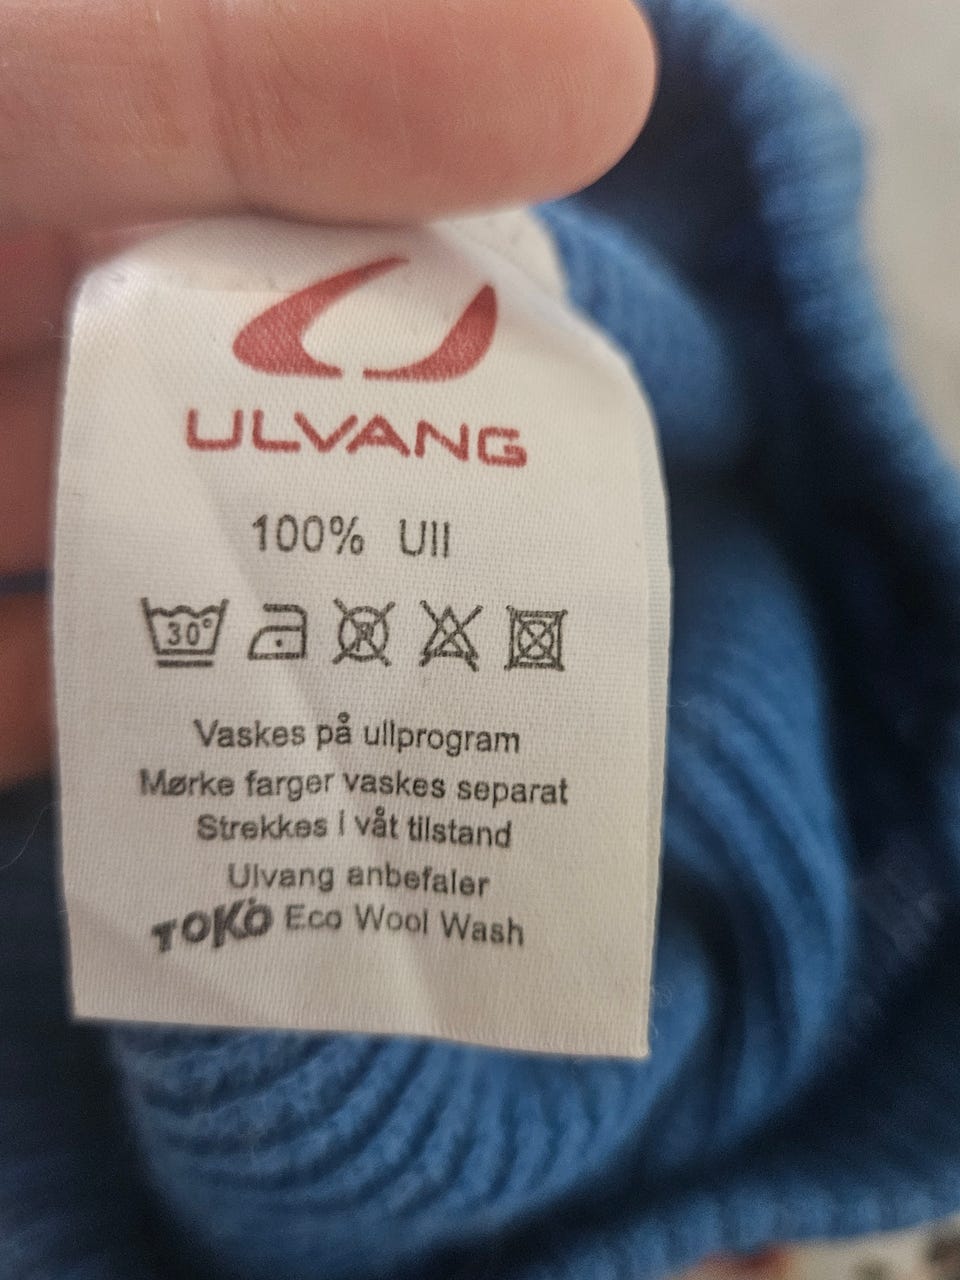 ULVANG
100% Ull
30°
Vaskes på ullprogram
Mørke farger vaskes separat
Strekkes i våt tilstand
Ulvang anbefaler
TOKO Eco Wool Wash